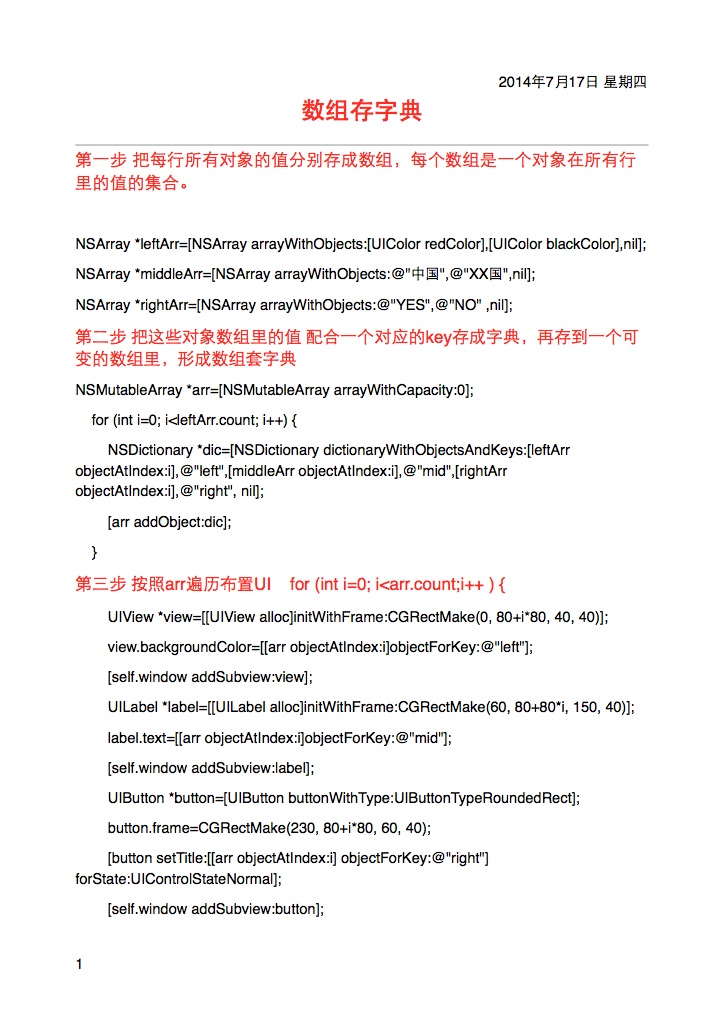 2014年7月17日 星期四
数组存字典
第一步 把每行所有对象的值分别存成数组，每个数组是一个对象在所有行
里的值的集合。
NSArray *leftArr=[NSArray arrayWithObjects:[UIColor redColor],[UIColor blackColor],nil];
NSArray *middleArr=[NSArray arrayWithObjects:@"中国",@"XX国",nil];
NSArray *rightArr=[NSArray arrayWithObjects:@"YES",@"NO" ,nil];
第二步 把这些对象数组里的值 配合一个对应的key存成字典，再存到一个可
变的数组里，形成数组套字典
NSMutableArray *arr=[NSMutableArray arrayWithCapacity:0];
for (int i=0; i<leftArr.count; i++) {
NSDictionary *dic=[NSDictionary dictionaryWithObjectsAndKeys:[leftArr
objectAtIndex:i],@"left",[middleArr objectAtIndex:i],@"mid",[rightArr
objectAtIndex:i],@"right", nil];
[arr addObject:dic];
}
第三步 按照arr遍历布置UI    for (int i=0; i<arr.count;i++ ) {
UIView *view=[[UIView alloc]initWithFrame:CGRectMake(0, 80+i*80, 40, 40)];
view.backgroundColor=[[arr objectAtIndex:i]objectForKey:@"left"];
[self.window addSubview:view];
UILabel *label=[[UILabel alloc]initWithFrame:CGRectMake(60, 80+80*i, 150, 40)];
label.text=[[arr objectAtIndex:i]objectForKey:@"mid"];
[self.window addSubview:label];
UIButton *button=[UIButton buttonWithType:UIButtonTypeRoundedRect];
button.frame=CGRectMake(230, 80+i*80, 60, 40);
[button setTitle:[[arr objectAtIndex:i] objectForKey:@"right"]
forState:UIControlStateNormal];
[self.window addSubview:button];
1